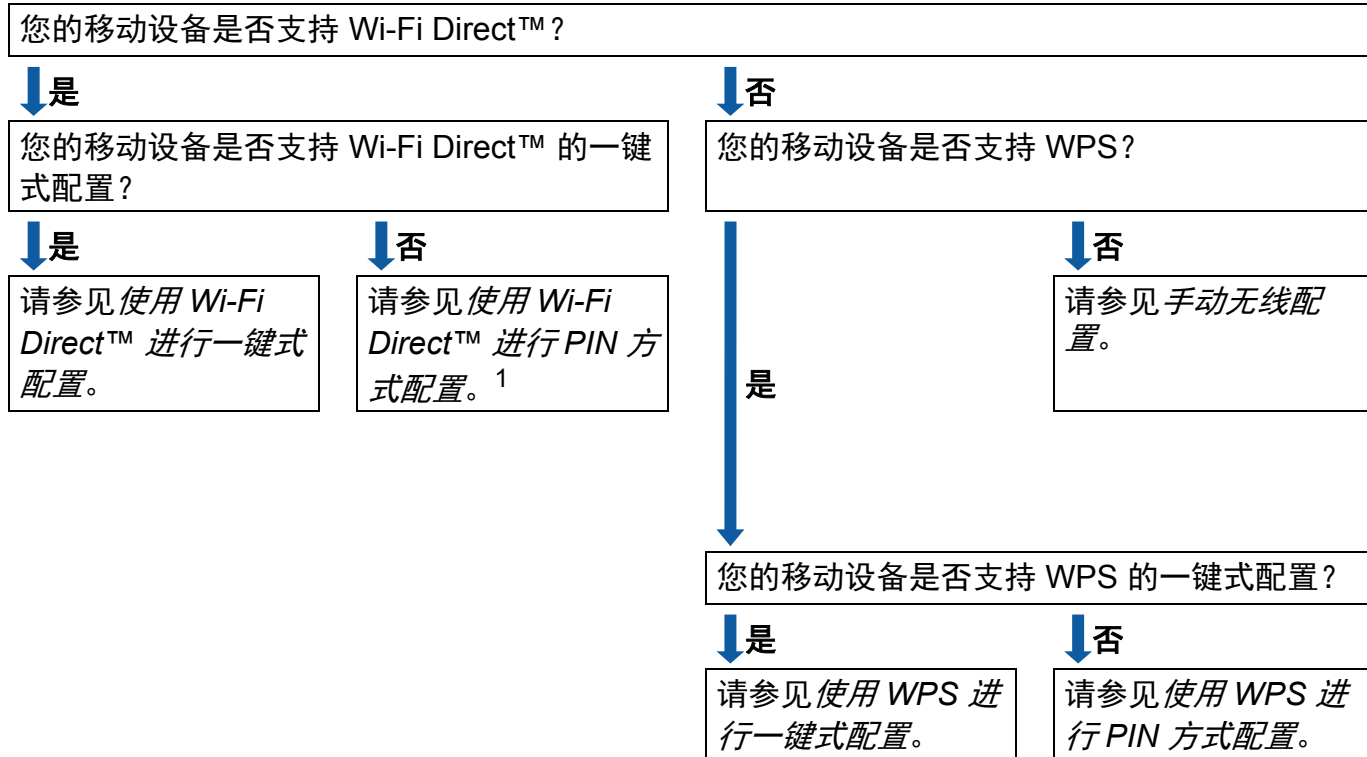 您的移动设备是否支持 Wi-Fi Direct™？
是
否
您的移动设备是否支持 Wi-Fi Direct™ 的一键
式配置？
您的移动设备是否支持 WPS？
是
否
否
请参见使用 Wi-Fi
Direct™ 进行一键式
配置。
请参见使用 Wi-Fi
Direct™ 进行 PIN 方
式配置。1
请参见手动无线配
置。
是
您的移动设备是否支持 WPS 的一键式配置？
是
否
请参见使用 WPS 进
行一键式配置。
请参见使用 WPS 进
行 PIN 方式配置。